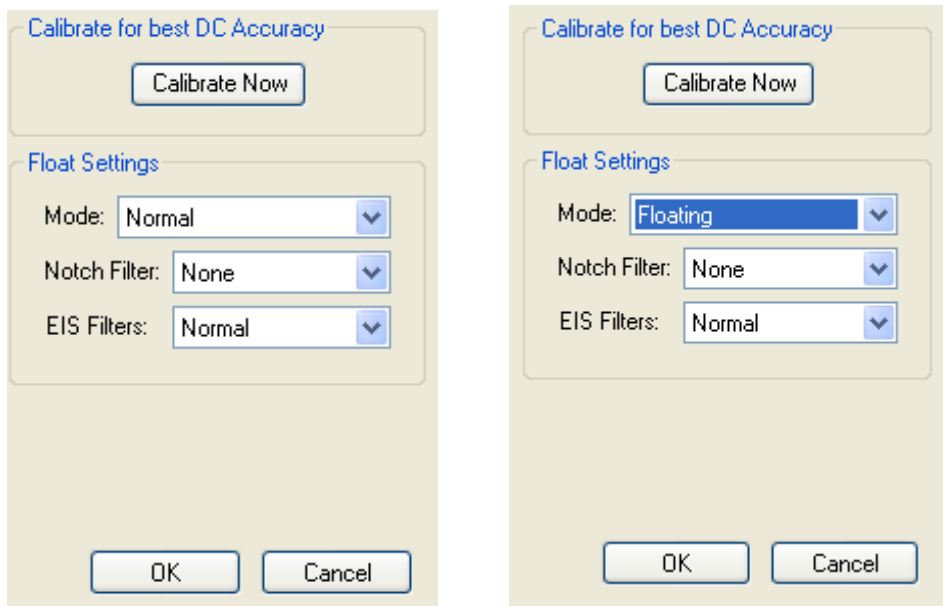 Calibrate for best DC Accuracy
Calibrate Now
Float Settings
Mode: Normal
Notch Filter: None
EIS Filters: Normal
OK Cancel
Calibrate for best DC Accuracy
Calibrate Now
Float Settings
Mode: Floating
Notch Filter: None
EIS Filters: Normal
OK Cancel